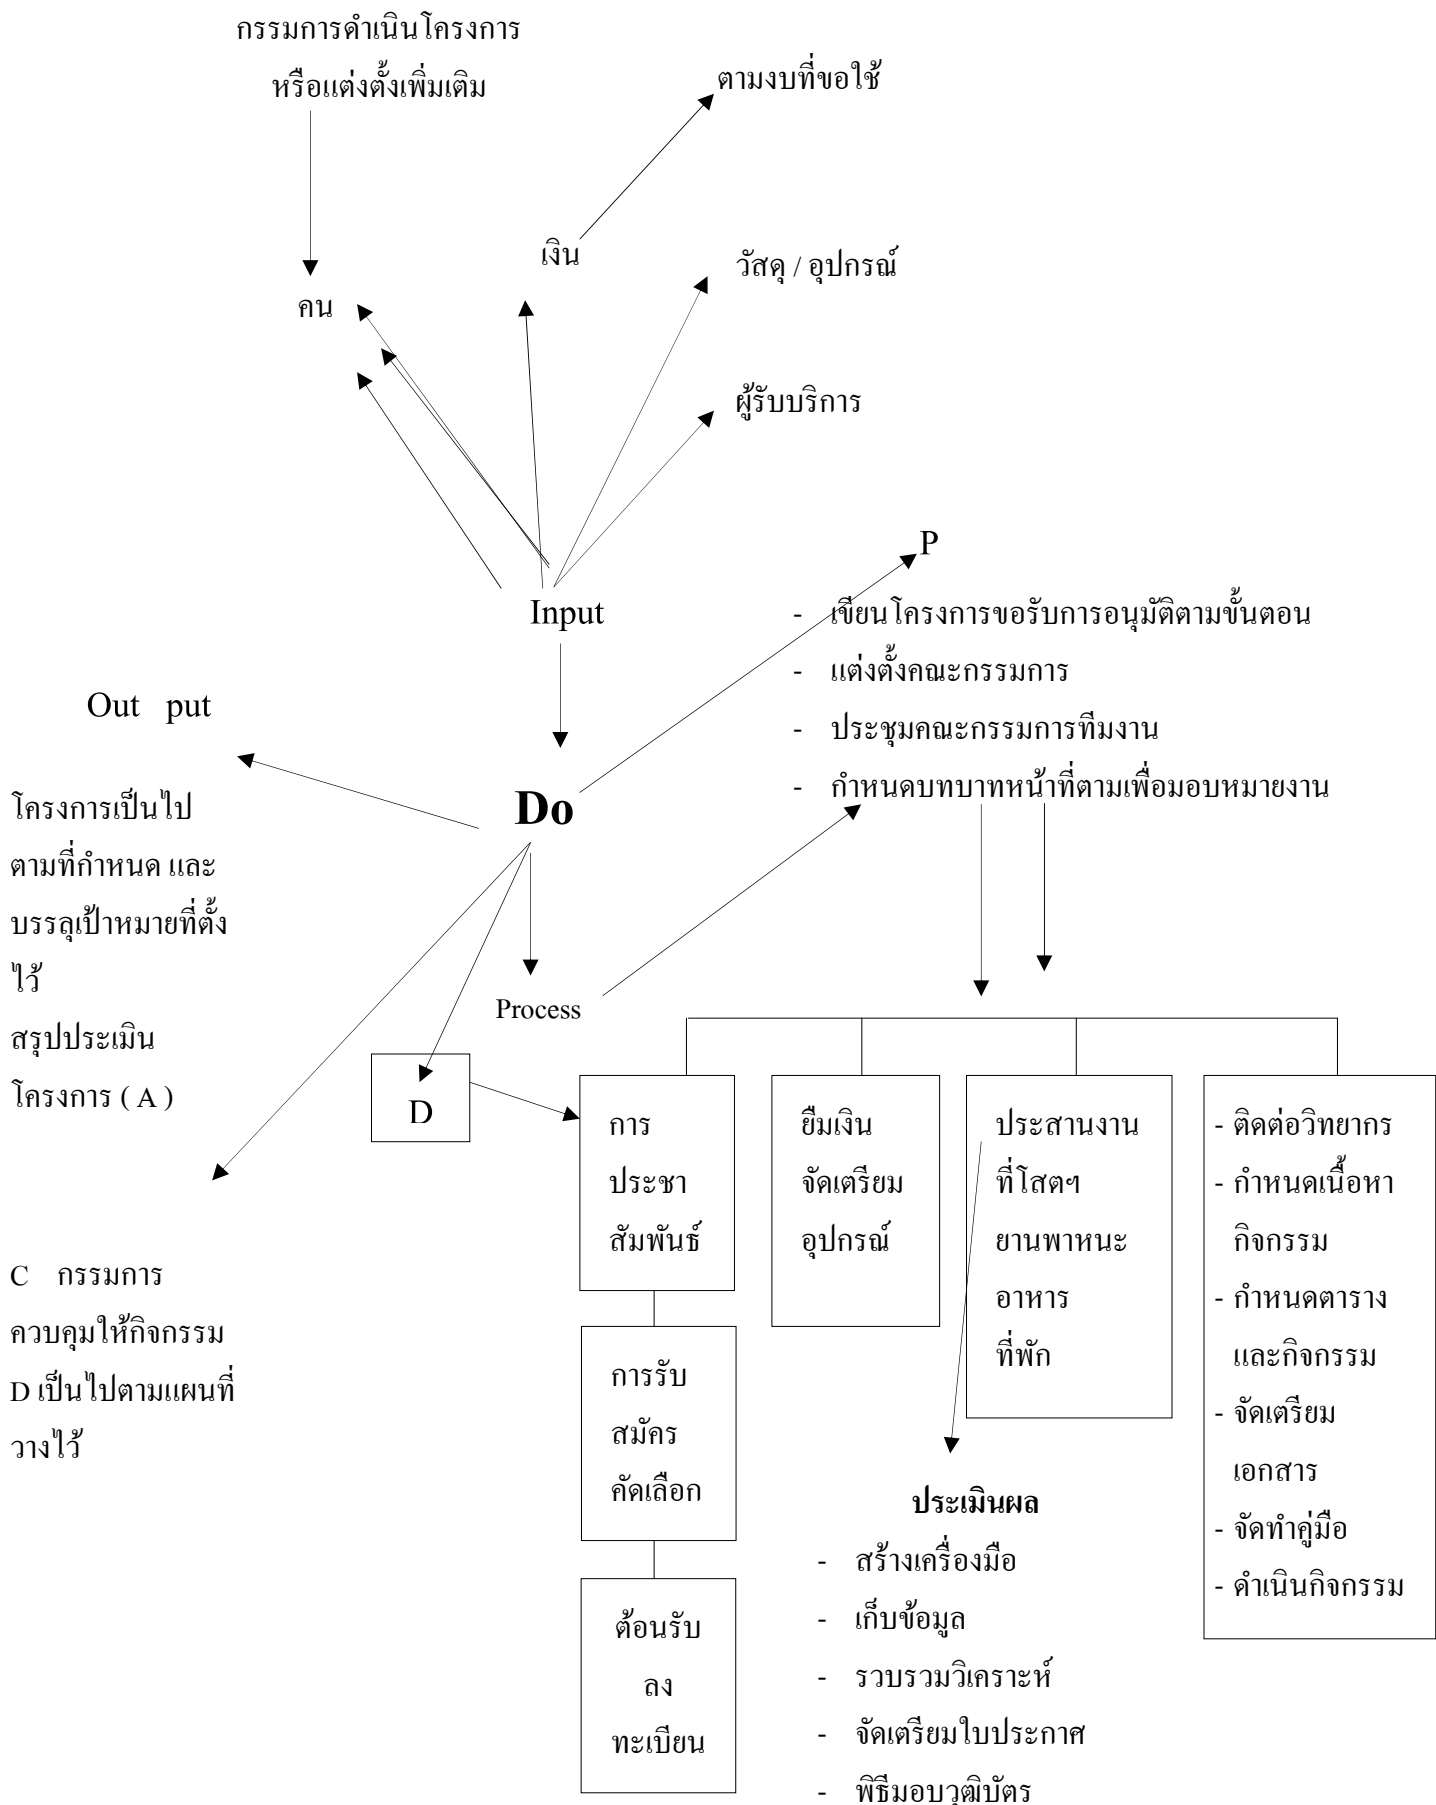 กรรมการดำเนินโครงการ
หรือแต่งตั้งเพิ่มเติม
ตามงบที่ขอใช้
เงิน
วัสดุ / อุปกรณ์
คน
ผู้รับบริการ
P
Input
- เขียนโครงการขอรับการอนุมัติตามขั้นตอน
- แต่งตั้งคณะกรรมการ
- ประชุมคณะกรรมการทีมงาน
- กำหนดบทบาทหน้าที่ตามเพื่อมอบหมายงาน
Out put
Do
โครงการเป็นไป
ตามที่กำหนด และ
บรรลุเป้าหมายที่ตั้ง
ไว้
สรุปประเมิน
โครงการ ( A )
Process
D
การ
ประชา
สัมพันธ์
ยืมเงิน
จัดเตรียม
อุปกรณ์
ประสานงาน
ที่โสตฯ
ยานพาหนะ
อาหาร
ที่พัก
- ติดต่อวิทยากร
- กำหนดเนื้อหา
กิจกรรม
- กำหนดตาราง
และกิจกรรม
- จัดเตรียม
เอกสาร
- จัดทำคู่มือ
- ดำเนินกิจกรรม
C กรรมการ
ควบคุมให้กิจกรรม
D เป็นไปตามแผนที่
วางไว้
การรับ
สมัคร
คัดเลือก
ต้อนรับ
ลง
ทะเบียน
ประเมินผล
- สร้างเครื่องมือ
- เก็บข้อมูล
- รวบรวมวิเคราะห์
- จัดเตรียมใบประกาศ
- พิธีมอบวุฒิบัตร